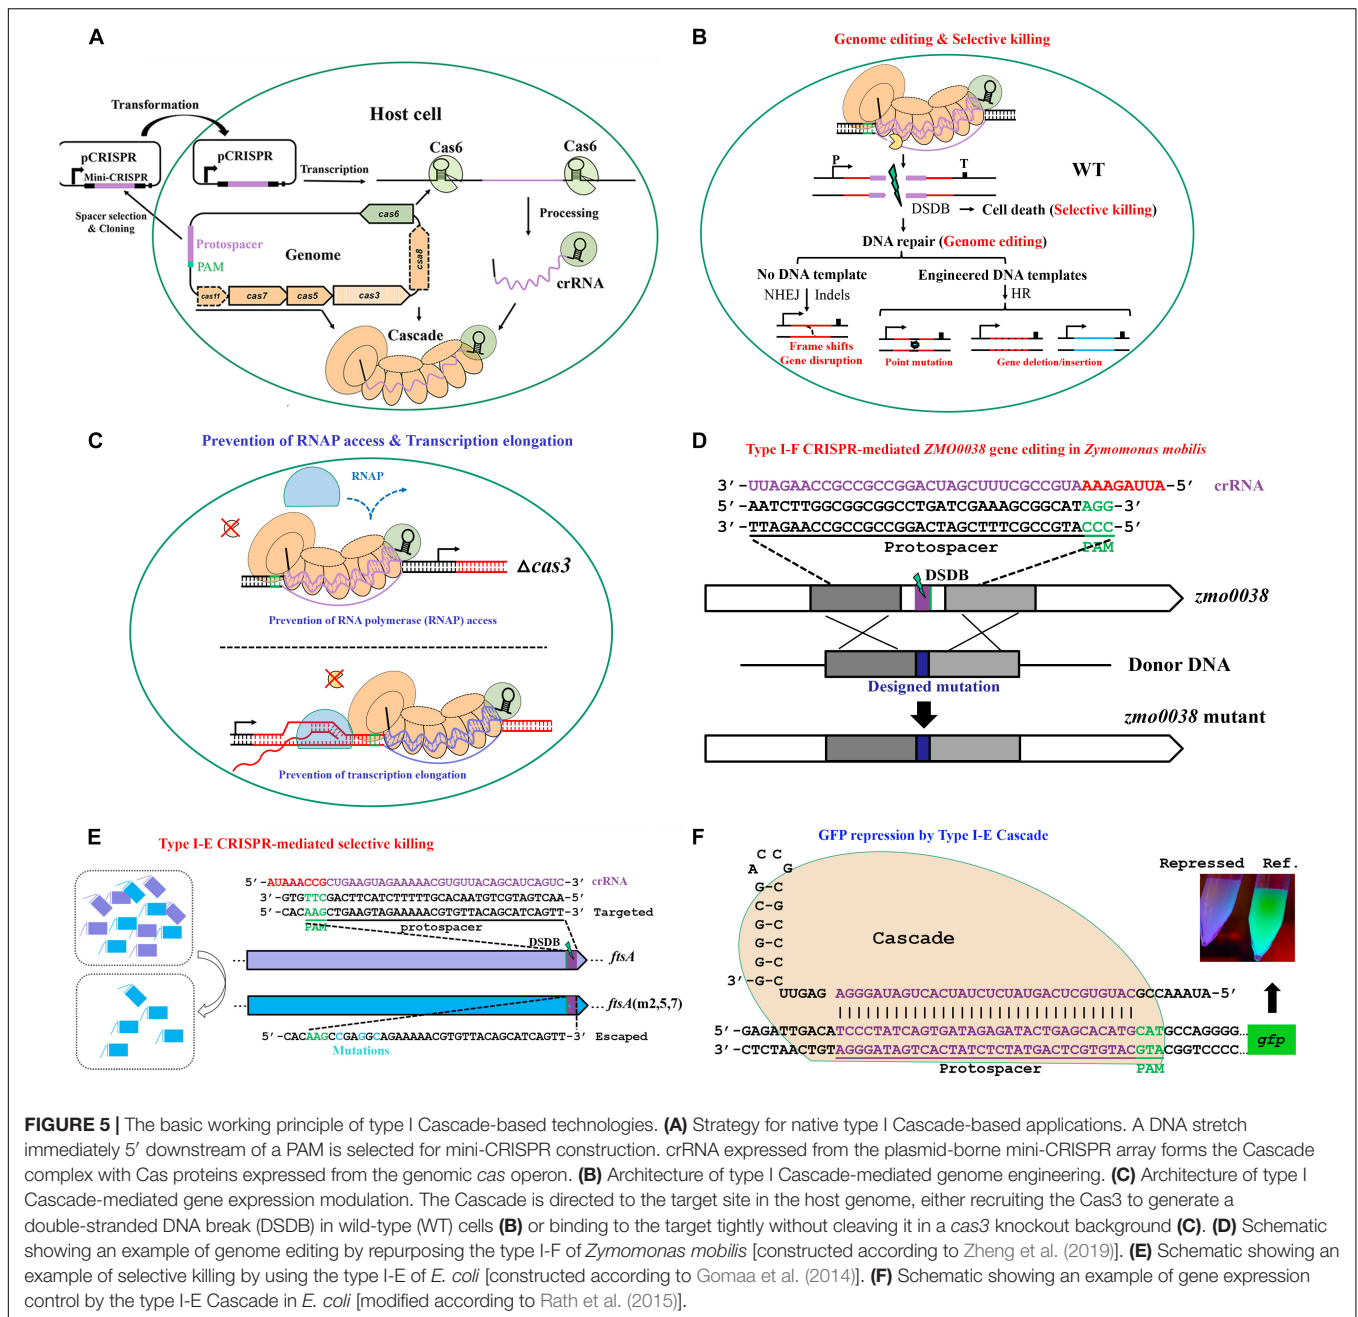 A
Transformation
Host cell
pCRISPR
Mini-CRISPR
pCRISPR
Transcription
Cas6
Cas6
Spacer selection
& Cloning
Processing
cas6
Protospacer
PAM
Genome
csa8
crRNA
cas11
cas7
cas5
cas3
Cascade
B
Genome editing & Selective killing
P
T
WT
DSDB
Cell death (Selective killing)
DNA repair (Genome editing)
No DNA template
Engineered DNA templates
NHEJ
Indels
HR
Frame shifts
Gene disruption
Point mutation
Gene deletion/insertion
C
Prevention of RNAP access & Transcription elongation
RNAP
Δcas3
Prevention of RNA polymerase (RNAP) access
Prevention of transcription elongation
D
Type I-F CRISPR-mediated ZMO0038 gene editing in Zymomonas mobilis
3′-UUAGAACCGCCGCCGGACUAGCUUUCGCCGUAAAAGAUUA-5′ crRNA
5′-AATCTTGGCGGCGGCCTGATCGAAAGCGGCATAGG-3′
3′-TTAGAACCGCCGCCGGACTAGCTTTCGCCGTACCC-5′
Protospacer
PAM
DSDB
zmo0038
Donor DNA
Designed mutation
zmo0038 mutant
E
Type I-E CRISPR-mediated selective killing
5′-AUAAACCGCUGAAGUAGAAAAACGUGUUACAGCAUCAGUC-3′ crRNA
3′-GTGTTCGACTTCATCTTTTTGCACAATGTCGTAGTCAA-5′
5′-CACAAGCTGAAGTAGAAAAACGTGTTACAGCATCAGTT-3′ Targeted
PAM
protospacer
DSDB
ftsA
ftsA(m2,5,7)
5′-CACAAGCCGAGGCAGAAAAACGTGTTACAGCATCAGTT-3′ Escaped
Mutations
F
GFP repression by Type I-E Cascade
C C
A G
G-C
C-G
C-G
G-C
G-C
C-G
3′-G-C
Cascade
Repressed
Ref.
UUGAG AGGGAUAGUCACUAUCUCUAUGACUCGUGUACGCCAAAUA-5′
5′-GAGATTGACATCCCTATCAGTGATAGAGATACTGAGCACATGCATGCCAGGGG…
3′-CTCTAACTGTAGGGATAGTCACTATCTCTATGACTCGTGTACGTACGGTCCCC…
gfp
Protospacer
PAM
FIGURE 5 | The basic working principle of type I Cascade-based technologies. (A) Strategy for native type I Cascade-based applications. A DNA stretch
immediately 5′ downstream of a PAM is selected for mini-CRISPR construction. crRNA expressed from the plasmid-borne mini-CRISPR array forms the Cascade
complex with Cas proteins expressed from the genomic cas operon. (B) Architecture of type I Cascade-mediated genome engineering. (C) Architecture of type I
Cascade-mediated gene expression modulation. The Cascade is directed to the target site in the host genome, either recruiting the Cas3 to generate a
double-stranded DNA break (DSDB) in wild-type (WT) cells (B) or binding to the target tightly without cleaving it in a cas3 knockout background (C). (D) Schematic
showing an example of genome editing by repurposing the type I-F of Zymomonas mobilis [constructed according to Zheng et al. (2019)]. (E) Schematic showing an
example of selective killing by using the type I-E of E. coli [constructed according to Gomaa et al. (2014)]. (F) Schematic showing an example of gene expression
control by the type I-E Cascade in E. coli [modified according to Rath et al. (2015)].